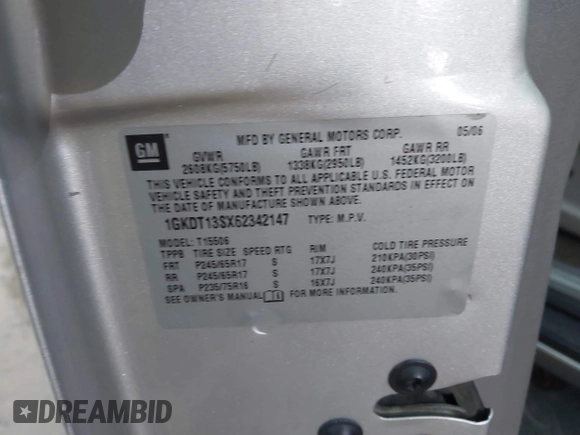 GM
MFD BY GENERAL MOTORS CORP. 05/06
GVWR GAWR FRT GAWR RR
2608KG(5750LB) 1338KG(2950LB) 1452KG(3200LB)
THIS VEHICLE CONFORMS TO ALL APPLICABLE U.S. FEDERAL MOTOR
VEHICLE SAFETY AND THEFT PREVENTION STANDARDS IN EFFECT ON
THE DATE OF MANUFACTURE SHOWN ABOVE.
1GKDT13SX62342147 TYPE: M.P.V.
MODEL: T15506
TPPB TIRE SIZE SPEED RTG RIM COLD TIRE PRESSURE
FRT P245/65R17 S 17X7J 210KPA(30PSI)
RR P245/65R17 S 17X7J 240KPA(35PSI)
SPA P235/75R16 S 16X7J 240KPA(35PSI)
SEE OWNER'S MANUAL FOR MORE INFORMATION.
DREAMBID